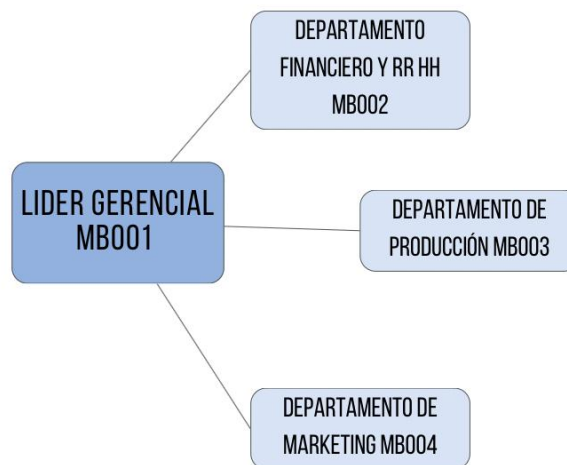 DEPARTAMENTO
FINANCIERO Y RR HH
MB002
LIDER GERENCIAL
MB001
DEPARTAMENTO DE
PRODUCCIÓN MB003
DEPARTAMENTO DE
MARKETING MB004